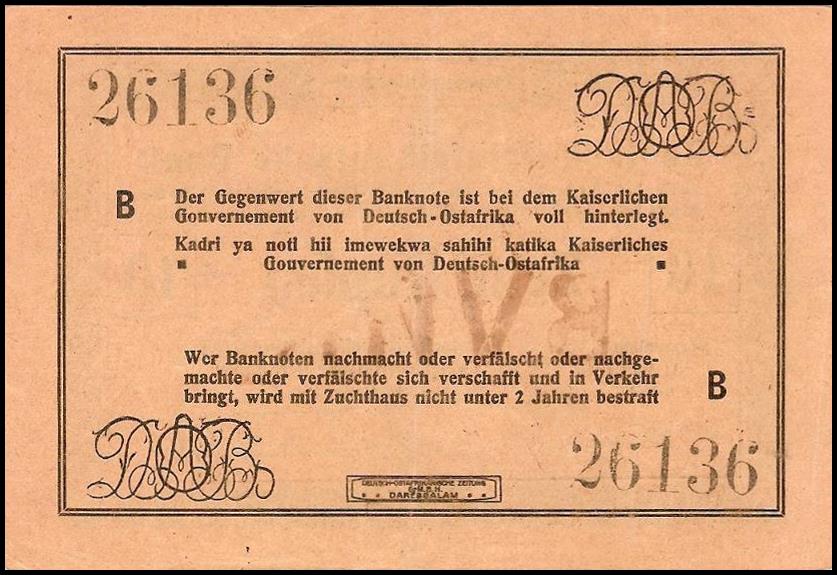 26136
DOAB
B
Der Gegenwert dieser Banknote ist bei dem Kaiserlichen
Gouvernement von Deutsch-Ostafrika voll hinterlegt.
Kadri ya noti hii imewekwa sahihi katika Kaiserliches
Gouvernement von Deutsch-Ostafrika
Wer Banknoten nachmacht oder verfälscht oder nachge-
machte oder verfälschte sich verschafft und in Verkehr
bringt, wird mit Zuchthaus nicht unter 2 Jahren bestraft
B
DOAB
26136
DEUTSCH-OSTAFRIKANISCHE ZEITUNG
G.M.B.H.
DARESSALAM